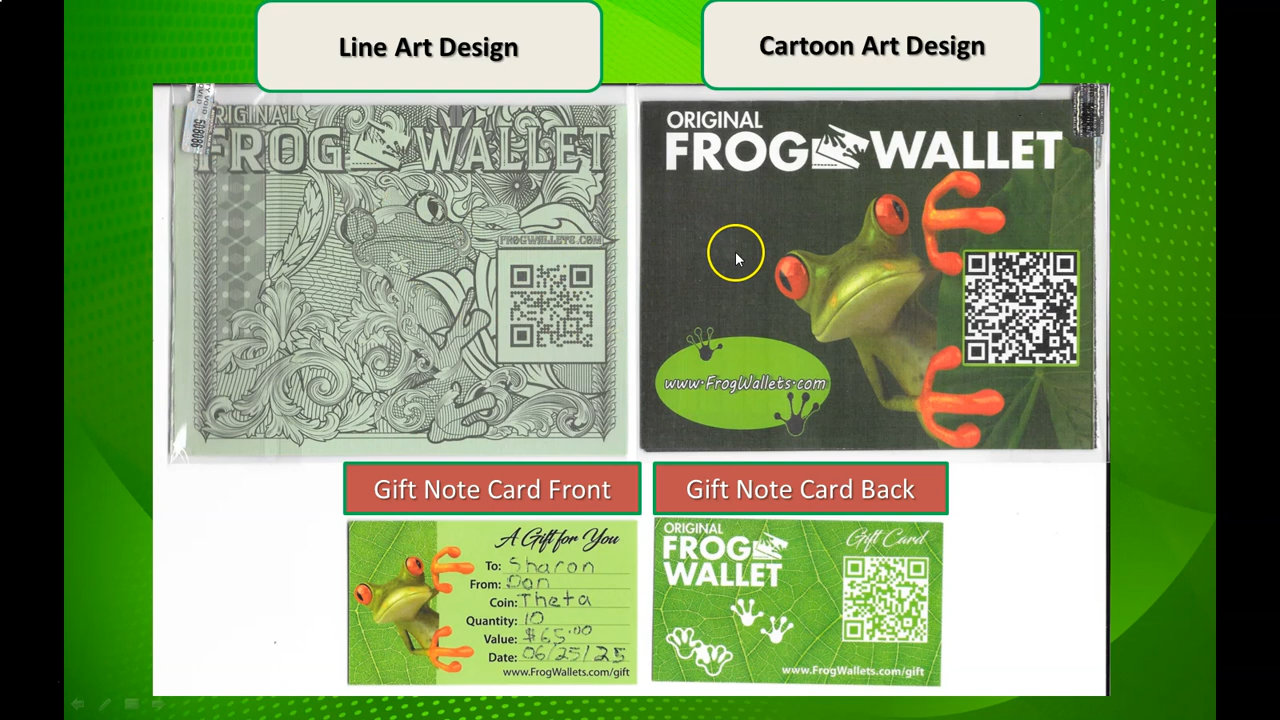 Line Art Design
Cartoon Art Design
ORIGINAL
FROG WALLET
FROGWALLETS.COM
ORIGINAL
FROG WALLET
www.FrogWallets.com
Gift Note Card Front
Gift Note Card Back
A Gift for You
To: Sharon
From: Don
Coin: Theta
Quantity: 10
Value: $65.00
Date: 06/25/25
www.FrogWallets.com/gift
ORIGINAL
FROG
WALLET
Gift Card
www.FrogWallets.com/gift